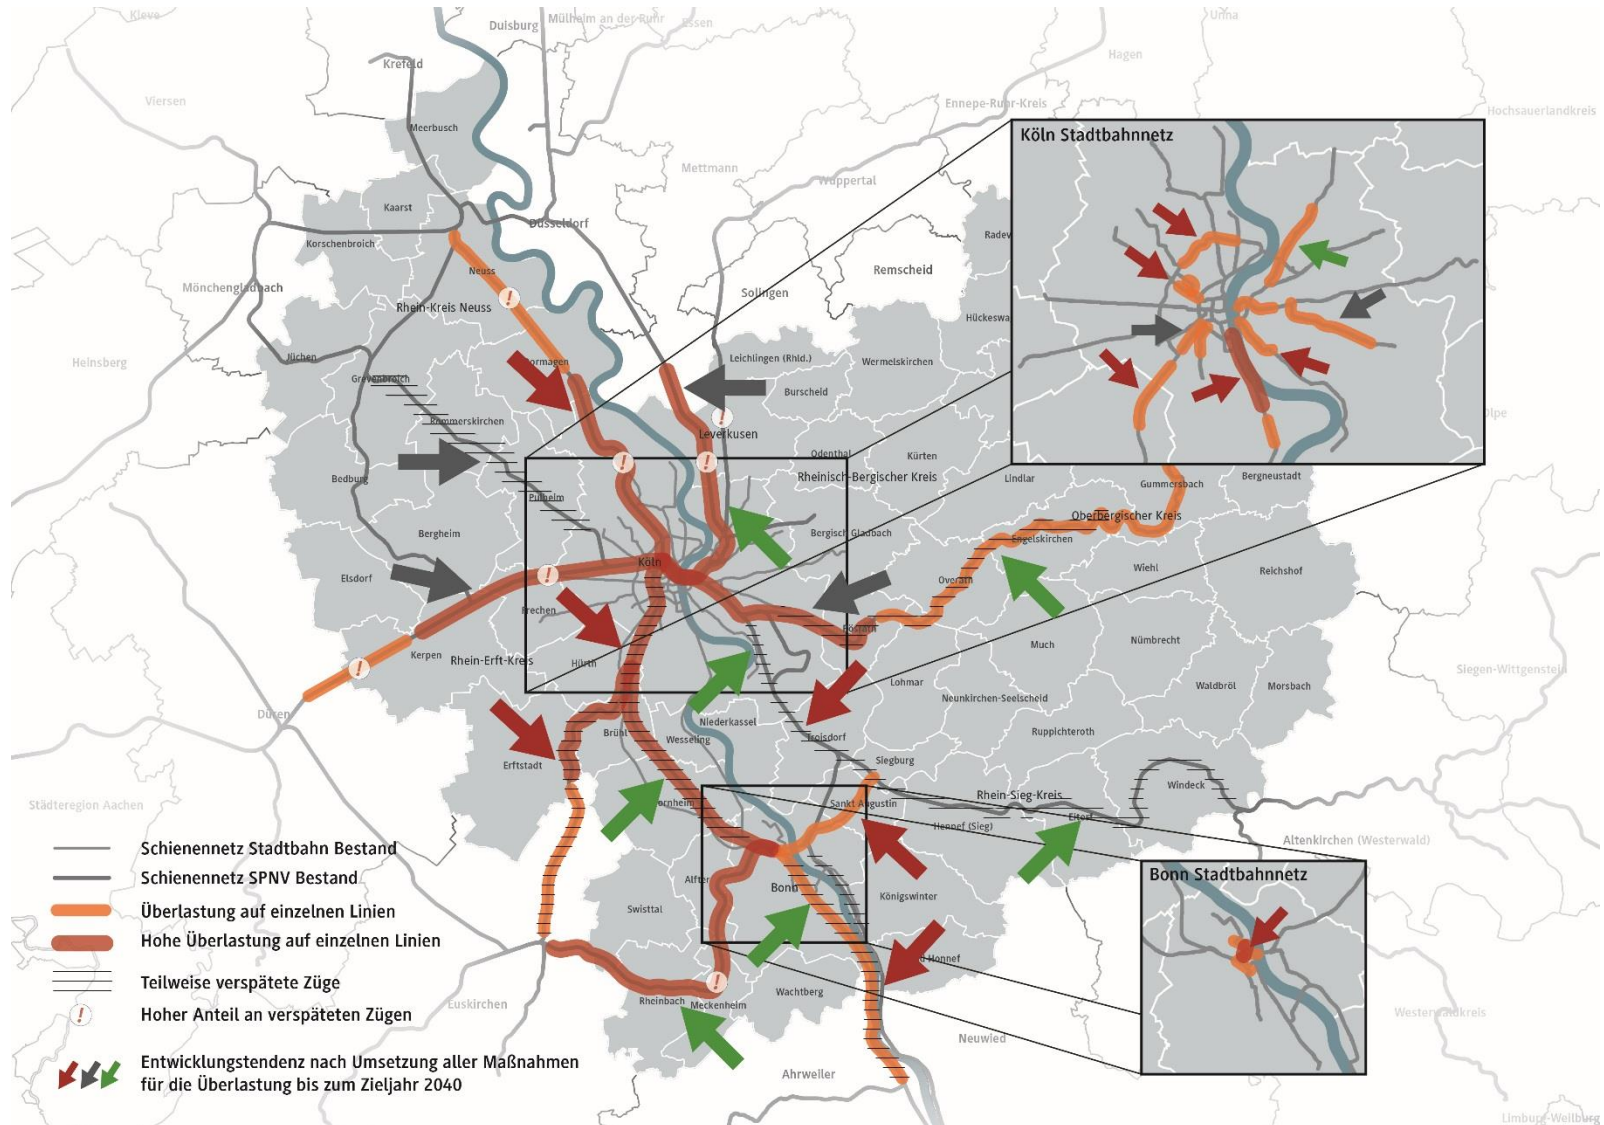 Kleve
Duisburg
Mülheim an der Ruhr
Essen
Unna
Krefeld
Hagen
Viersen
Ennepe-Ruhr-Kreis
Hochsauerlandkreis
Meerbusch
Köln Stadtbahnnetz
Mettmann
Wuppertal
Kaarst
Düsseldorf
Korschenbroich
Radev
Neuss
Remscheid
Mönchengladbach
Solingen
Rhein-Kreis Neuss
Hückeswa
Heinsberg
Jüchen
Dormagen
Leichlingen (Rhld.)
Wermelskirchen
Grevenbroich
Burscheid
Olpe
Rommerskirchen
Leverkusen
Odenthal
Kürten
Bedburg
Rheinisch-Bergischer Kreis
Lindlar
Gummersbach
Bergneustadt
Pulheim
Oberbergischer Kreis
Bergheim
Bergisch Gladbach
Engelskirchen
Köln
Wiehl
Reichshof
Elsdorf
Overath
Frechen
Rösrath
Kerpen
Rhein-Erft-Kreis
Hürth
Much
Nümbrecht
Siegen-Wittgenstein
Lohmar
Waldbröl
Morsbach
Neunkirchen-Seelscheid
Düren
Niederkassel
Brühl
Wesseling
Troisdorf
Ruppichteroth
Erftstadt
Siegburg
Windeck
Rhein-Sieg-Kreis
Städteregion Aachen
ornheim
Sankt Augustin
Hennef (Sieg)
Eitorf
Altenkirchen (Westerwald)
Schienennetz Stadtbahn Bestand
Schienennetz SPNV Bestand
Überlastung auf einzelnen Linien
Hohe Überlastung auf einzelnen Linien
Teilweise verspätete Züge
Hoher Anteil an verspäteten Zügen
Entwicklungstendenz nach Umsetzung aller Maßnahmen
für die Überlastung bis zum Zieljahr 2040
Bonn Stadtbahnnetz
Alfter
Bonn
Königswinter
Swisttal
d Honnef
Euskirchen
Rheinbach
Meckenheim
Wachtberg
Westerwaldkreis
Neuwied
Ahrweiler
Limburg-Weilburg